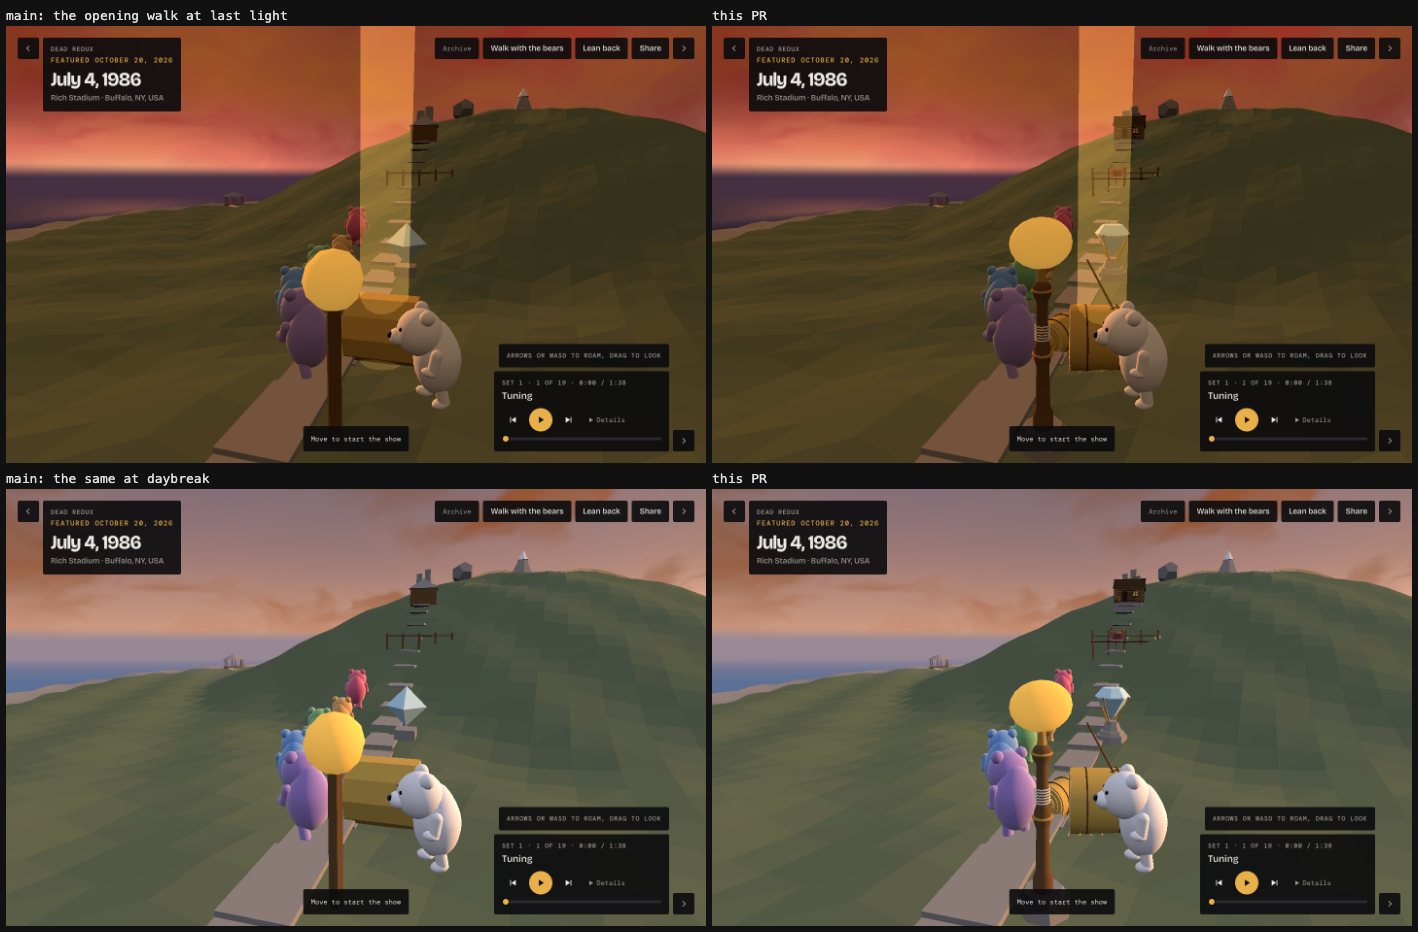 main: the opening walk at last light
DEAD REDUX
FEATURED OCTOBER 20, 2026
July 4, 1986
Rich Stadium · Buffalo, NY, USA
Archive
Walk with the bears
Lean back
Share
ARROWS OR WASD TO ROAM, DRAG TO LOOK
SET 1 · 1 OF 19 · 0:00 / 1:38
Tuning
Details
Move to start the show
this PR
DEAD REDUX
FEATURED OCTOBER 20, 2026
July 4, 1986
Rich Stadium · Buffalo, NY, USA
Archive
Walk with the bears
Lean back
Share
ARROWS OR WASD TO ROAM, DRAG TO LOOK
SET 1 · 1 OF 19 · 0:00 / 1:38
Tuning
Details
Move to start the show
main: the same at daybreak
DEAD REDUX
FEATURED OCTOBER 20, 2026
July 4, 1986
Rich Stadium · Buffalo, NY, USA
Archive
Walk with the bears
Lean back
Share
ARROWS OR WASD TO ROAM, DRAG TO LOOK
SET 1 · 1 OF 19 · 0:00 / 1:38
Tuning
Details
Move to start the show
this PR
DEAD REDUX
FEATURED OCTOBER 20, 2026
July 4, 1986
Rich Stadium · Buffalo, NY, USA
Archive
Walk with the bears
Lean back
Share
ARROWS OR WASD TO ROAM, DRAG TO LOOK
SET 1 · 1 OF 19 · 0:00 / 1:38
Tuning
Details
Move to start the show